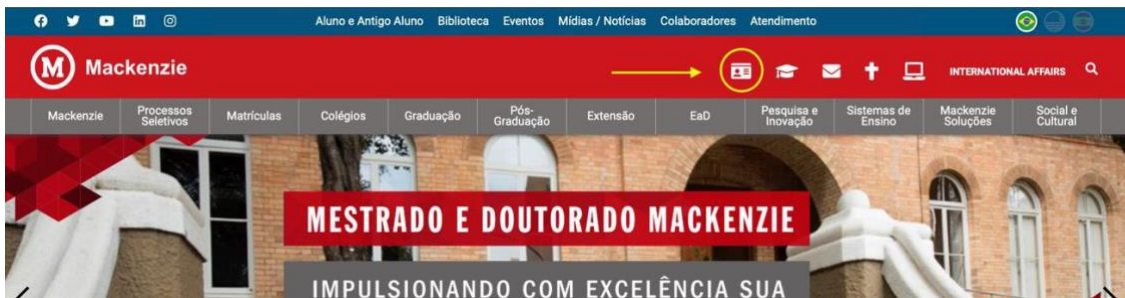 Aluno e Antigo Aluno Biblioteca Eventos Mídias / Notícias Colaboradores Atendimento
M Mackenzie
INTERNATIONAL AFFAIRS
Mackenzie
Processos Seletivos
Matrículas
Colégios
Graduação
Pós-Graduação
Extensão
EaD
Pesquisa e Inovação
Sistemas de Ensino
Mackenzie Soluções
Social e Cultural
MESTRADO E DOUTORADO MACKENZIE
IMPULSIONANDO COM EXCELÊNCIA SUA